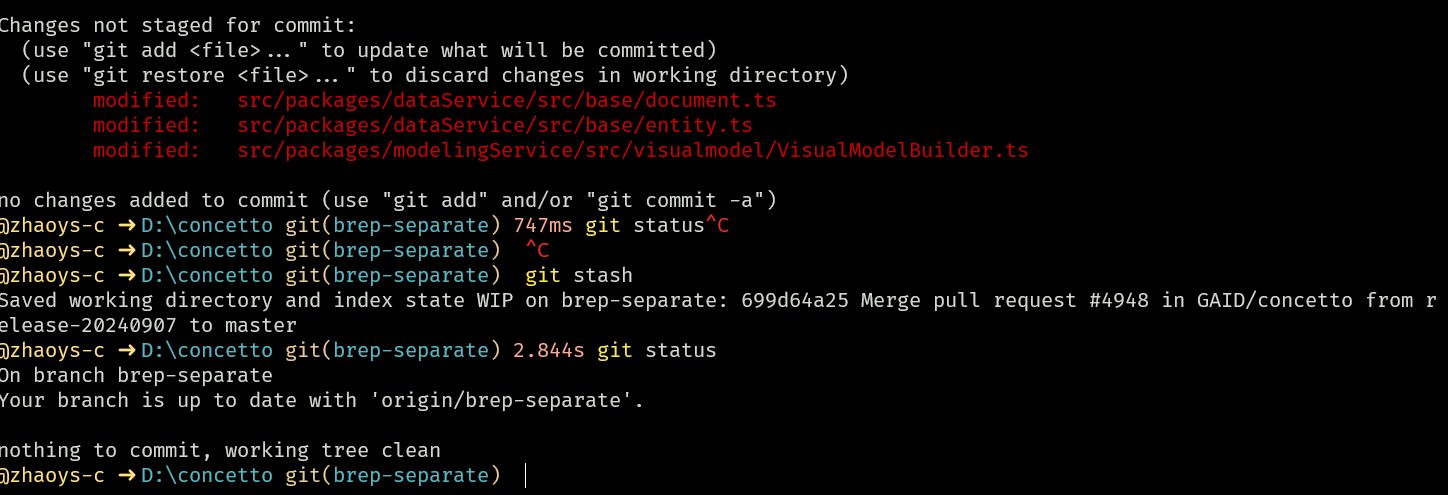 Changes not staged for commit:
  (use "git add <file>..." to update what will be committed)
  (use "git restore <file>..." to discard changes in working directory)
        modified:   src/packages/dataService/src/base/document.ts
        modified:   src/packages/dataService/src/base/entity.ts
        modified:   src/packages/modelingService/src/visualmodel/VisualModelBuilder.ts

no changes added to commit (use "git add" and/or "git commit -a")
@zhaoys-c ➜ D:\concetto git(brep-separate) 747ms git status^C
@zhaoys-c ➜ D:\concetto git(brep-separate)  ^C
@zhaoys-c ➜ D:\concetto git(brep-separate)  git stash
Saved working directory and index state WIP on brep-separate: 699d64a25 Merge pull request #4948 in GAID/concetto from r
elease-20240907 to master
@zhaoys-c ➜ D:\concetto git(brep-separate) 2.844s git status
On branch brep-separate
Your branch is up to date with 'origin/brep-separate'.

nothing to commit, working tree clean
@zhaoys-c ➜ D:\concetto git(brep-separate)